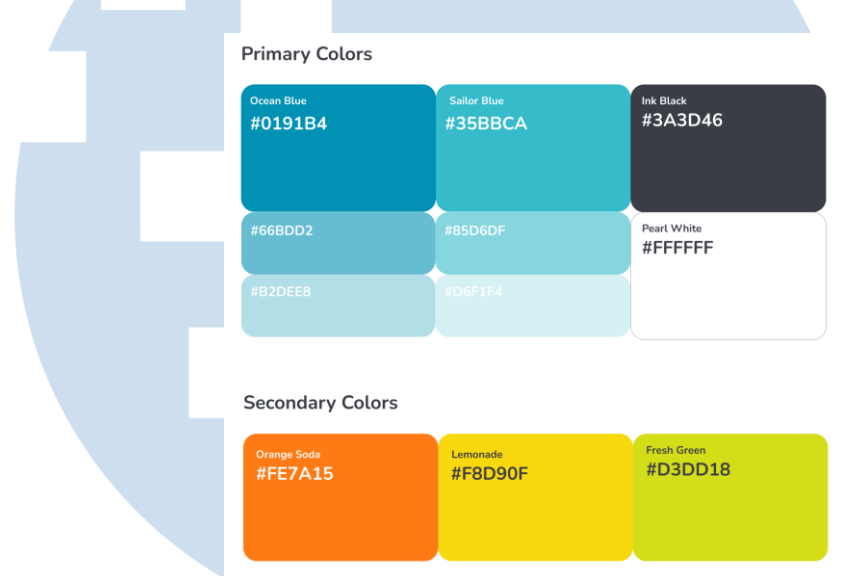 Primary Colors
Ocean Blue
#0191B4
Sailor Blue
#35BBCA
Ink Black
#3A3D46
#66BDD2
#85D6DF
Pearl White
#FFFFFF
#B2DEE8
#D6F1F4
Secondary Colors
Orange Soda
#FE7A15
Lemonade
#F8D90F
Fresh Green
#D3DD18